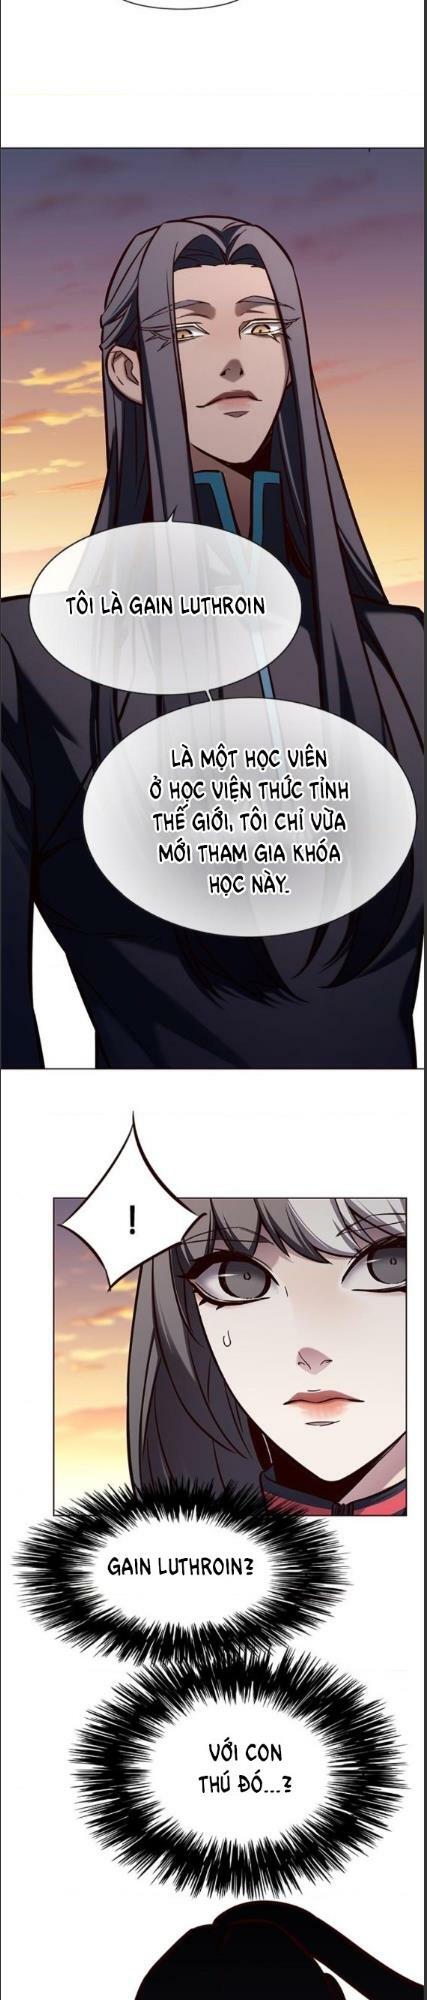 TÔI LÀ GAIN LUTHROIN
LÀ MỘT HỌC VIÊN
Ở HỌC VIỆN THỨC TỈNH
THẾ GIỚI, TÔI CHỈ VỪA
MỚI THAM GIA KHÓA
HỌC NÀY.
!
GAIN LUTHROIN?
VỚI CON
THÚ ĐÓ...?